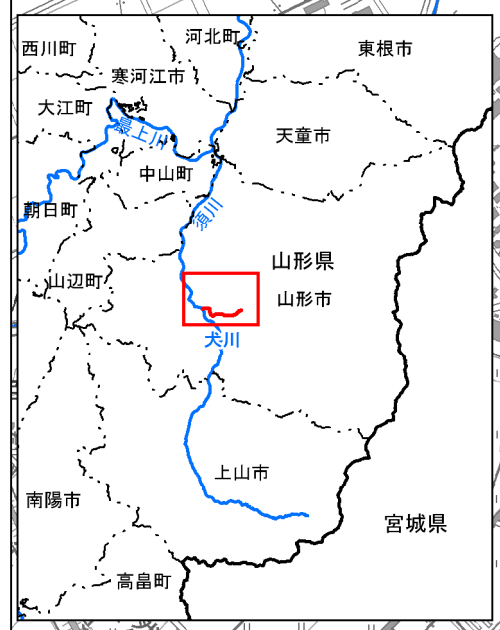 河北町
西川町
東根市
寒河江市
大江町
最上川
天童市
中山町
朝日町
須川
山形県
山辺町
山形市
犬川
上山市
南陽市
宮城県
高畠町